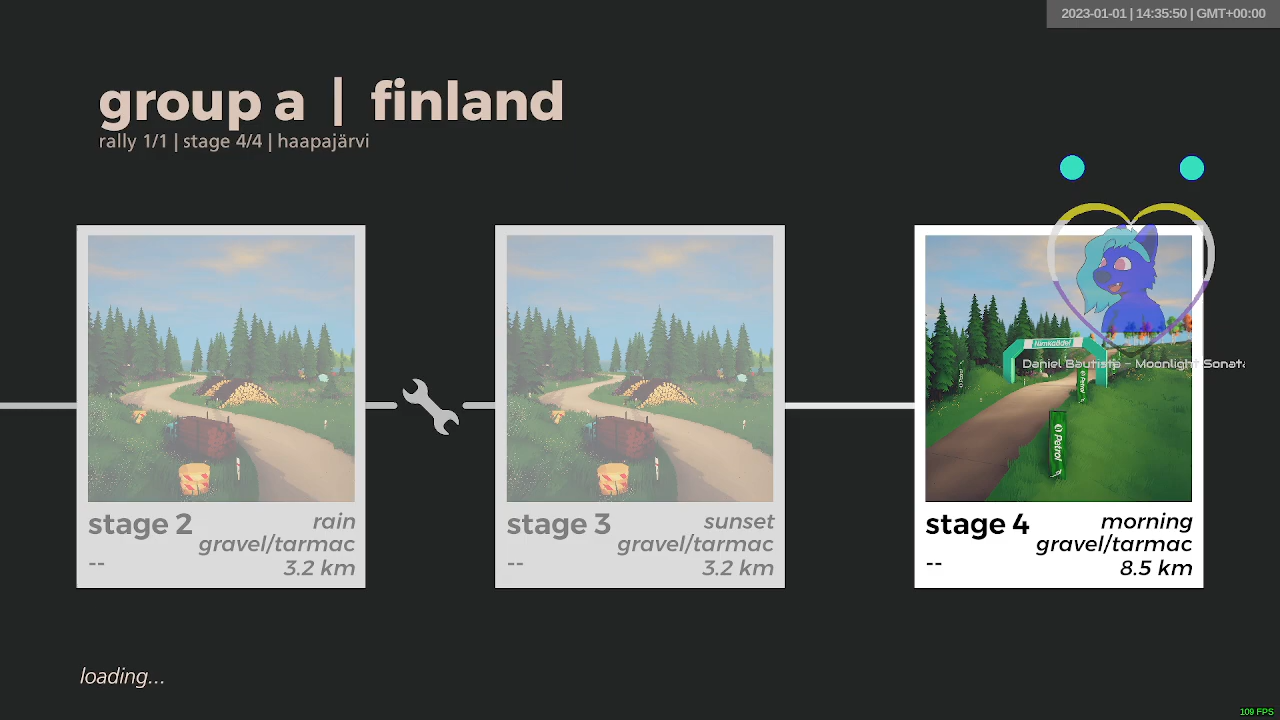 2023-01-01 | 14:35:50 | GMT+00:00
group a | finland
rally 1/1 | stage 4/4 | haapajärvi
Daniel Bautista - Moonlight Sonata
Petrol
stage 2
rain
gravel/tarmac
--
3.2 km
stage 3
sunset
gravel/tarmac
--
3.2 km
stage 4
morning
gravel/tarmac
--
8.5 km
loading...
109 FPS